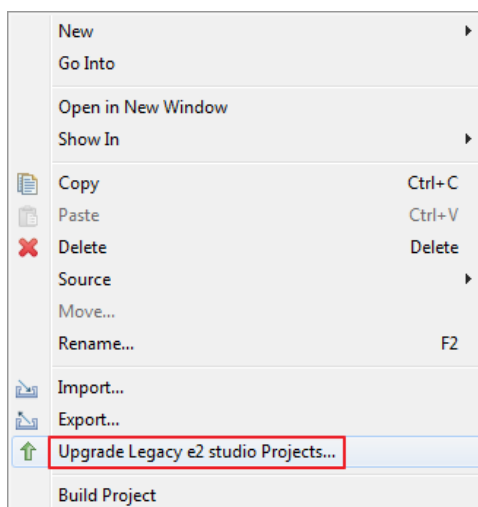 New
Go Into
Open in New Window
Show In
Copy Ctrl+C
Paste Ctrl+V
Delete Delete
Source
Move...
Rename... F2
Import...
Export...
Upgrade Legacy e2 studio Projects...
Build Project